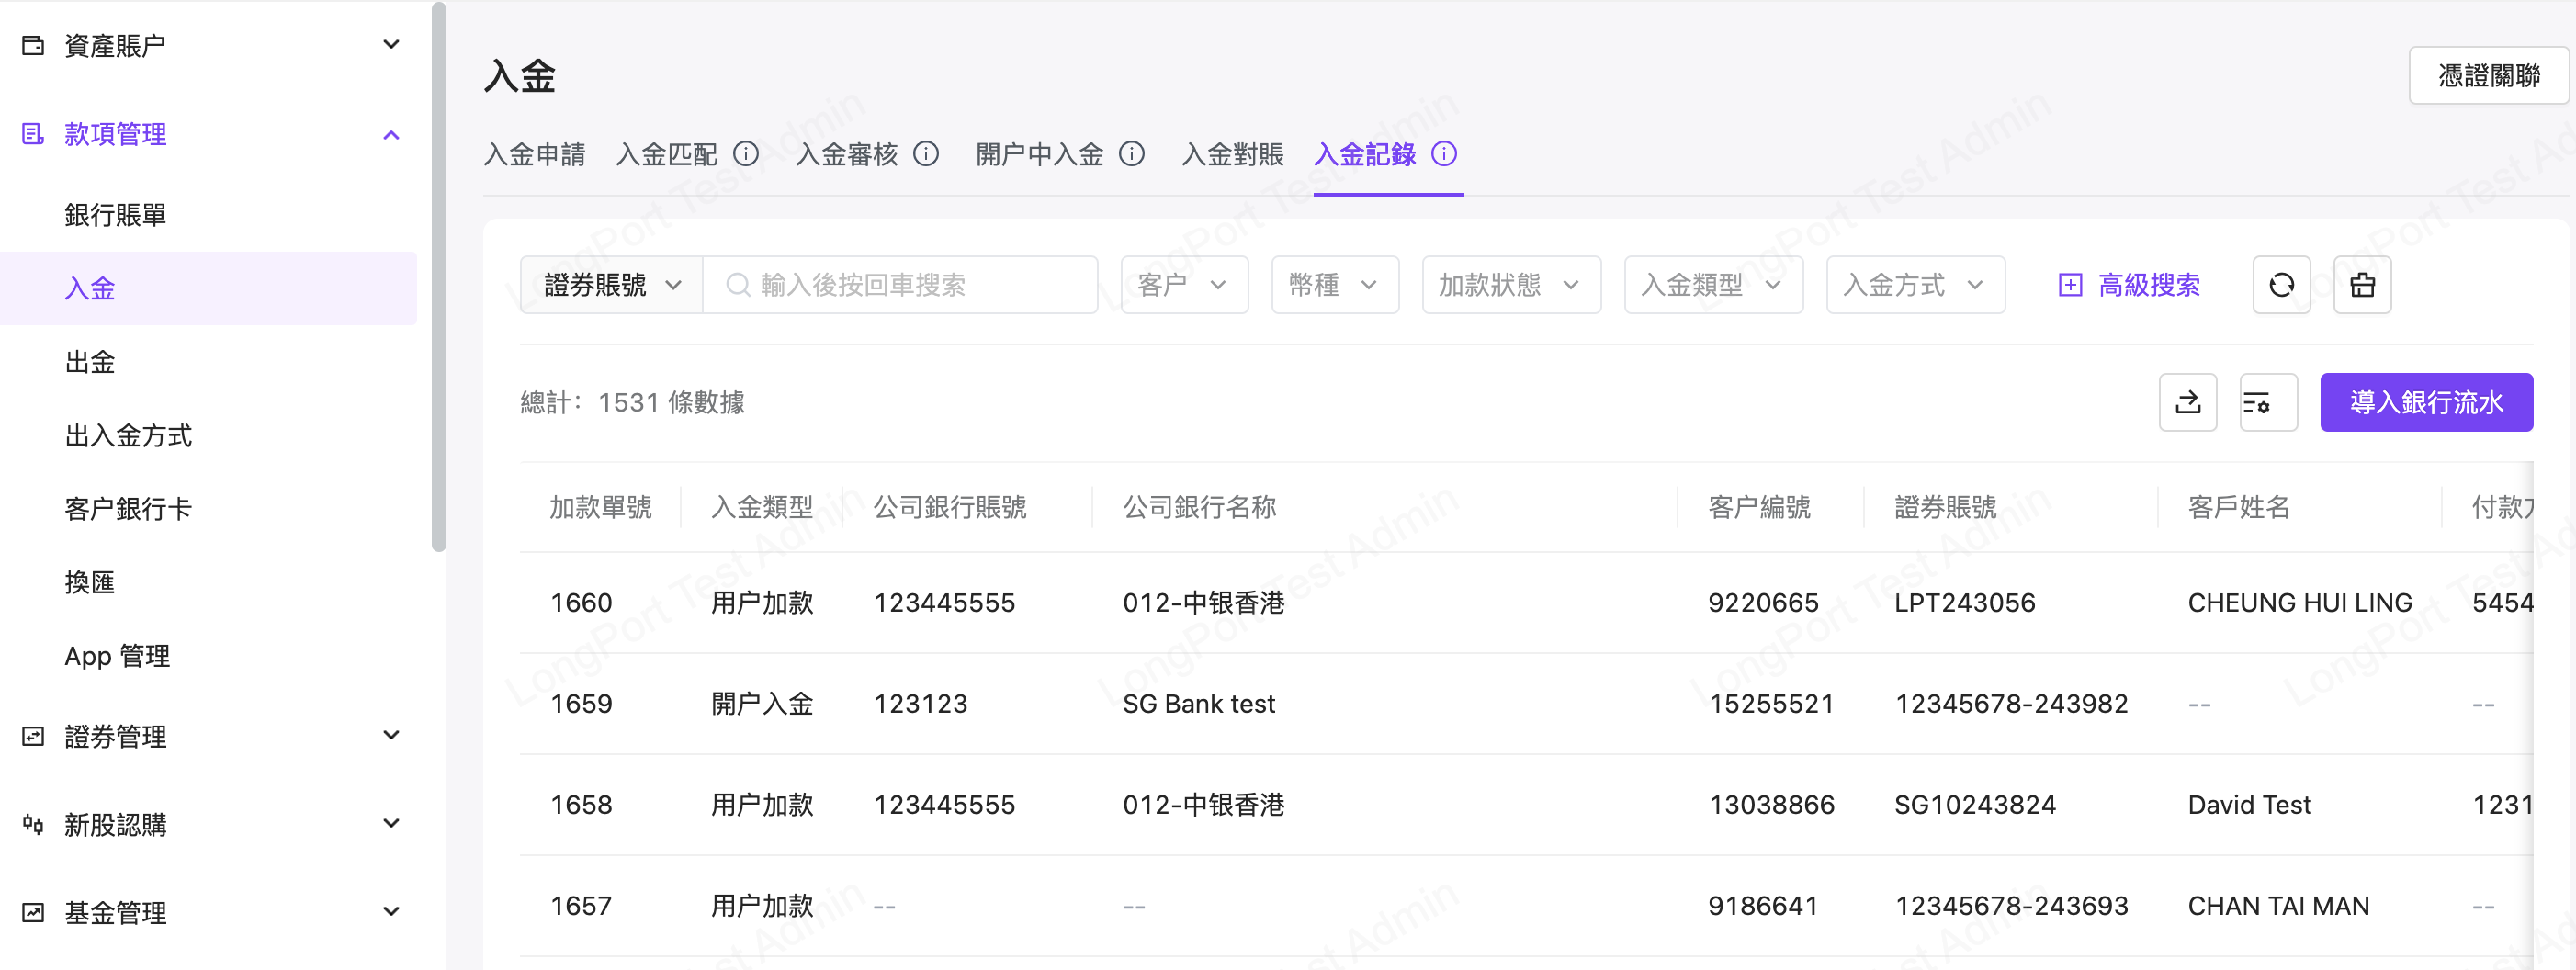 資產賬户
款項管理
銀行賬單
入金
出金
出入金方式
客户銀行卡
換匯
App 管理
證券管理
新股認購
基金管理
入金
憑證關聯
入金申請 入金匹配 入金審核 開户中入金 入金對賬 入金記錄
證券賬號 輸入後按回車搜索 客户 幣種 加款狀態 入金類型 入金方式 高級搜索
總計：1531 條數據
導入銀行流水
加款單號 入金類型 公司銀行賬號 公司銀行名称 客户編號 證券賬號 客戶姓名 付款
1660 用户加款 123445555 012-中银香港 9220665 LPT243056 CHEUNG HUI LING 5454
1659 開户入金 123123 SG Bank test 15255521 12345678-243982 -- --
1658 用户加款 123445555 012-中银香港 13038866 SG10243824 David Test 1231
1657 用户加款 -- -- 9186641 12345678-243693 CHAN TAI MAN --
LongPort Test Admin